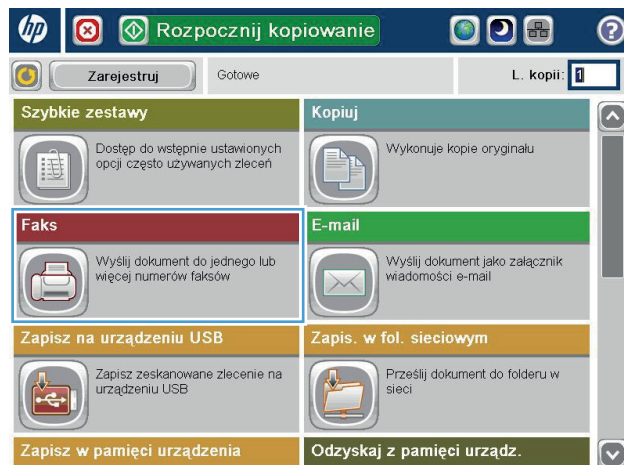 hp
Rozpocznij kopiowanie
?
Zarejestruj
Gotowe
L. kopii: 1
Szybkie zestawy
Dostęp do wstępnie ustawionych
opcji często używanych zleceń
Kopiuj
Wykonuje kopie oryginału
Faks
Wyślij dokument do jednego lub
więcej numerów faksów
E-mail
Wyślij dokument jako załącznik
wiadomości e-mail
Zapisz na urządzeniu USB
Zapisz zeskanowane zlecenie na
urządzeniu USB
Zapis. w fol. sieciowym
Prześlij dokument do folderu w
sieci
Zapisz w pamięci urządzenia
Odzyskaj z pamięci urządz.